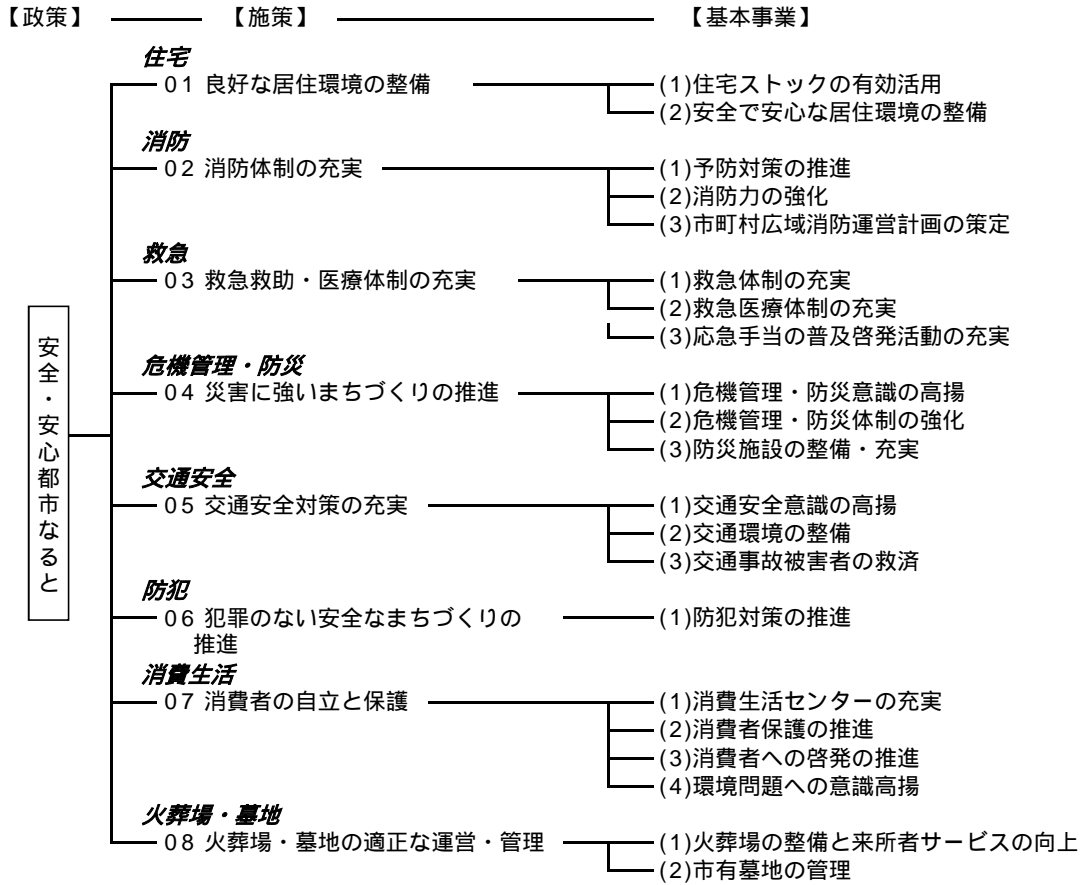 【政策】 【施策】 【基本事業】
住宅
01 良好な居住環境の整備 (1)住宅ストックの有効活用
(2)安全で安心な居住環境の整備
消防
02 消防体制の充実 (1)予防対策の推進
(2)消防力の強化
(3)市町村広域消防運営計画の策定
救急
03 救急救助・医療体制の充実 (1)救急体制の充実
(2)救急医療体制の充実
(3)応急手当の普及啓発活動の充実
安全・安心都市なると
危機管理・防災
04 災害に強いまちづくりの推進 (1)危機管理・防災意識の高揚
(2)危機管理・防災体制の強化
(3)防災施設の整備・充実
交通安全
05 交通安全対策の充実 (1)交通安全意識の高揚
(2)交通環境の整備
(3)交通事故被害者の救済
防犯
06 犯罪のない安全なまちづくりの (1)防犯対策の推進
推進
消費生活
07 消費者の自立と保護 (1)消費生活センターの充実
(2)消費者保護の推進
(3)消費者への啓発の推進
(4)環境問題への意識高揚
火葬場・墓地
08 火葬場・墓地の適正な運営・管理 (1)火葬場の整備と来所者サービスの向上
(2)市有墓地の管理